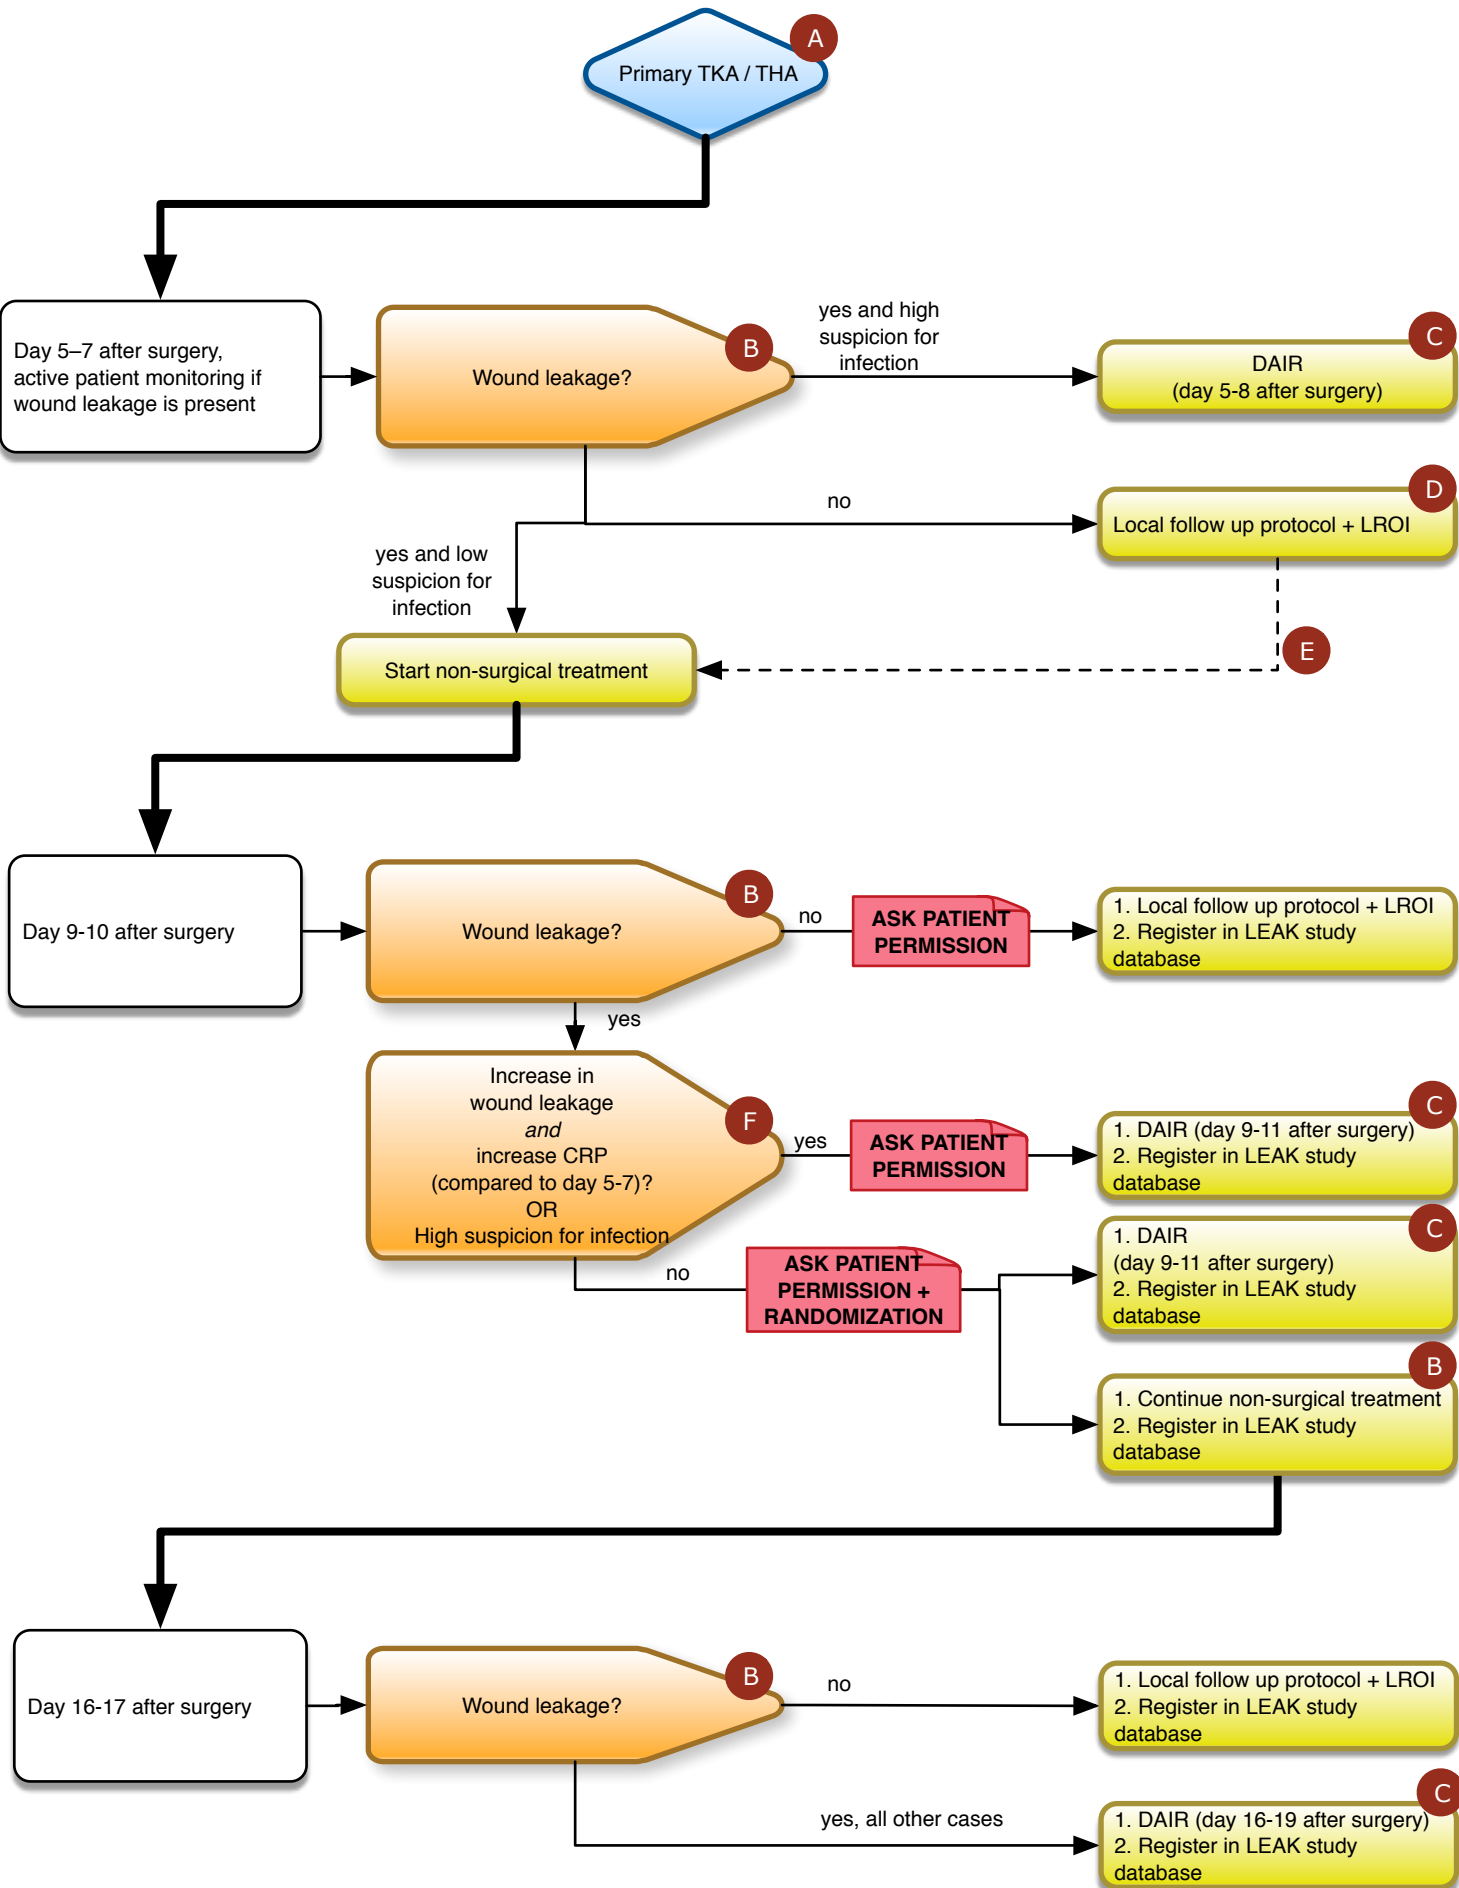 A
Primary TKA / THA
Day 5–7 after surgery,
active patient monitoring if
wound leakage is present
Wound leakage?
B
yes and high
suspicion for
infection
C
DAIR
(day 5-8 after surgery)
no
D
Local follow up protocol + LROI
yes and low
suspicion for
infection
E
Start non-surgical treatment
Day 9-10 after surgery
Wound leakage?
B
no
ASK PATIENT
PERMISSION
1. Local follow up protocol + LROI
2. Register in LEAK study
database
yes
Increase in
wound leakage
and
increase CRP
(compared to day 5-7)?
OR
High suspicion for infection
F
yes
ASK PATIENT
PERMISSION
C
1. DAIR (day 9-11 after surgery)
2. Register in LEAK study
database
no
ASK PATIENT
PERMISSION +
RANDOMIZATION
C
1. DAIR
(day 9-11 after surgery)
2. Register in LEAK study
database
B
1. Continue non-surgical treatment
2. Register in LEAK study
database
Day 16-17 after surgery
Wound leakage?
B
no
1. Local follow up protocol + LROI
2. Register in LEAK study
database
yes, all other cases
C
1. DAIR (day 16-19 after surgery)
2. Register in LEAK study
database